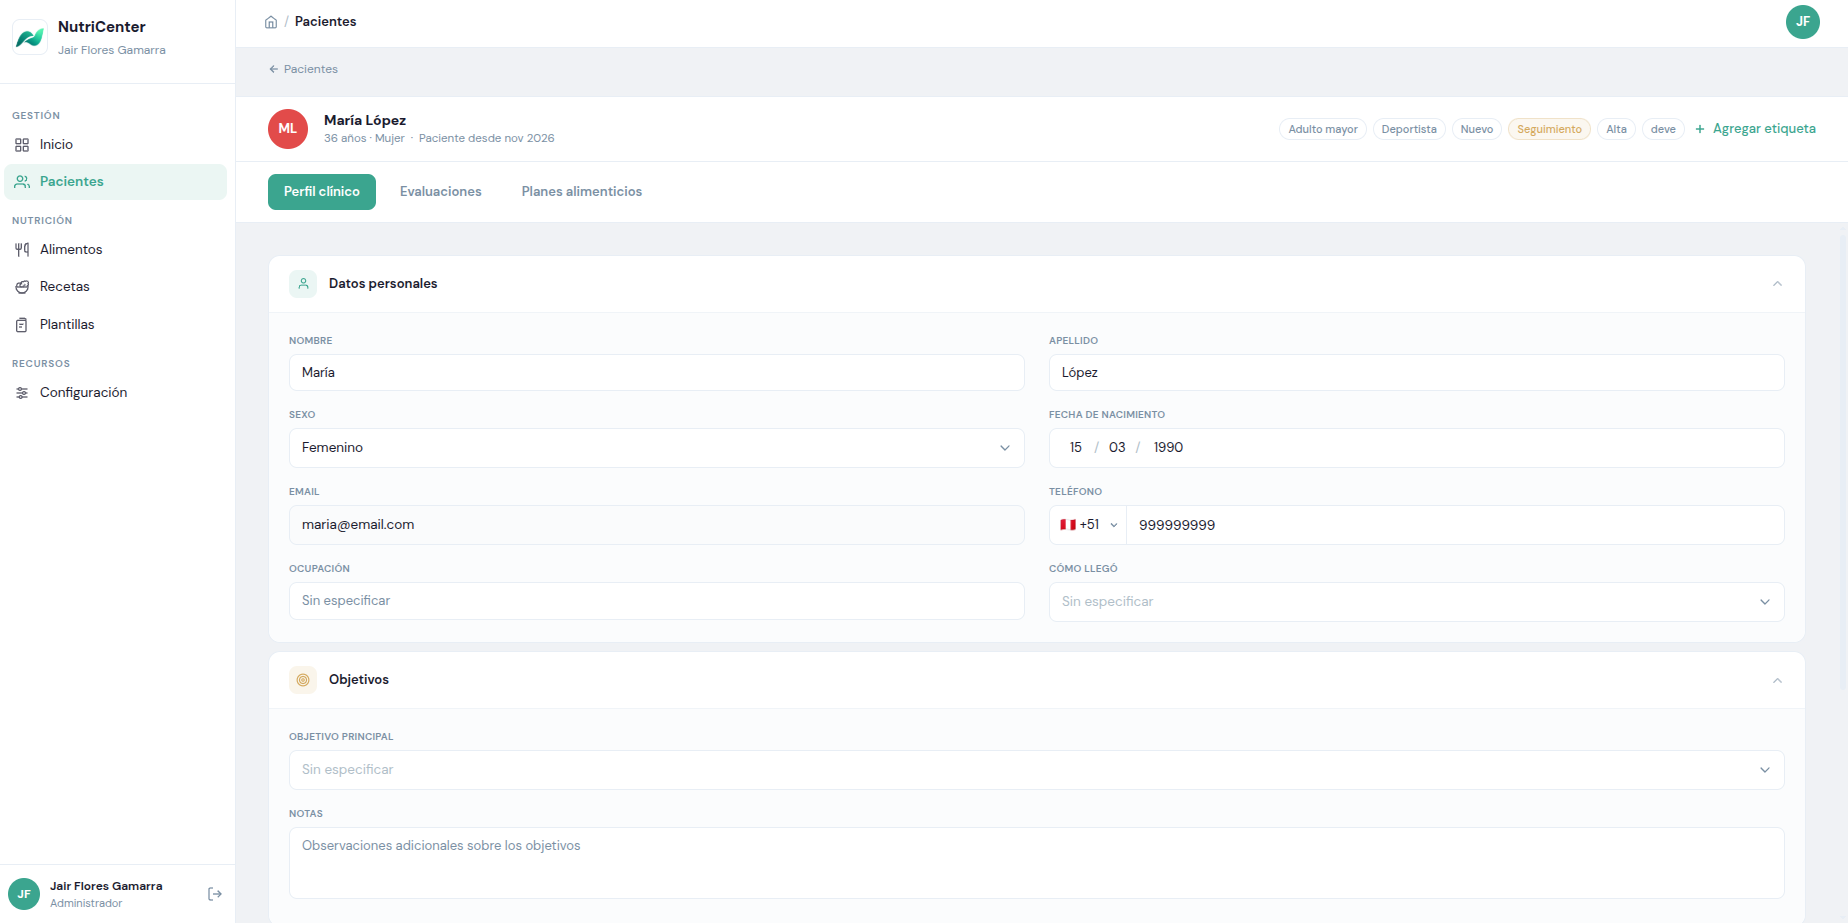 NutriCenter
Jair Flores Gamarra
GESTIÓN
Inicio
Pacientes
NUTRICIÓN
Alimentos
Recetas
Plantillas
RECURSOS
Configuración
JF
Jair Flores Gamarra
Administrador
/ Pacientes
JF
← Pacientes
ML
María López
36 años · Mujer · Paciente desde nov 2026
Adulto mayor
Deportista
Nuevo
Seguimiento
Alta
deve
+ Agregar etiqueta
Perfil clínico
Evaluaciones
Planes alimenticios
Datos personales
NOMBRE
María
APELLIDO
López
SEXO
Femenino
FECHA DE NACIMIENTO
15 / 03 / 1990
EMAIL
maria@email.com
TELÉFONO
+51
999999999
OCUPACIÓN
Sin especificar
CÓMO LLEGÓ
Sin especificar
Objetivos
OBJETIVO PRINCIPAL
Sin especificar
NOTAS
Observaciones adicionales sobre los objetivos